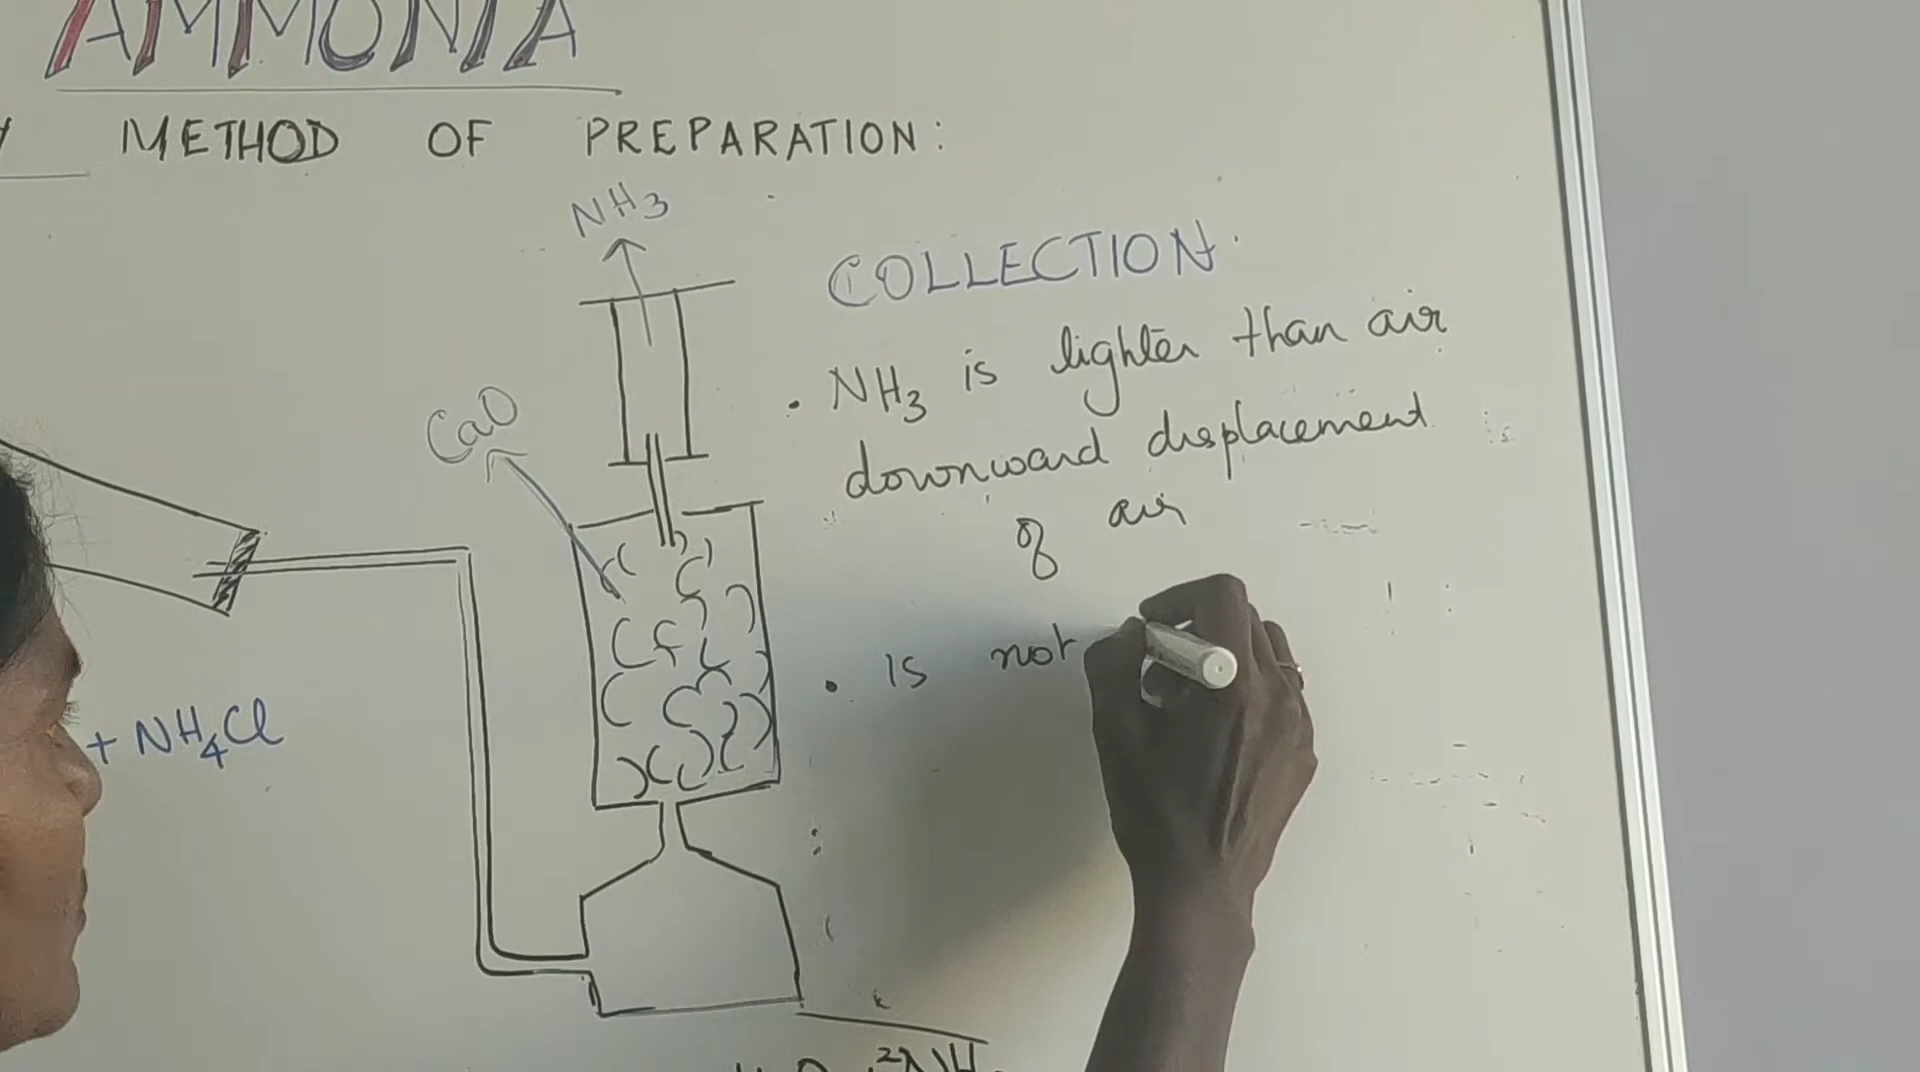 AMMONIA
METHOD OF PREPARATION:
NH3
COLLECTION.
CaO
. NH3 is lighter than air
downward displacement
of air
. is not
+ NH4Cl